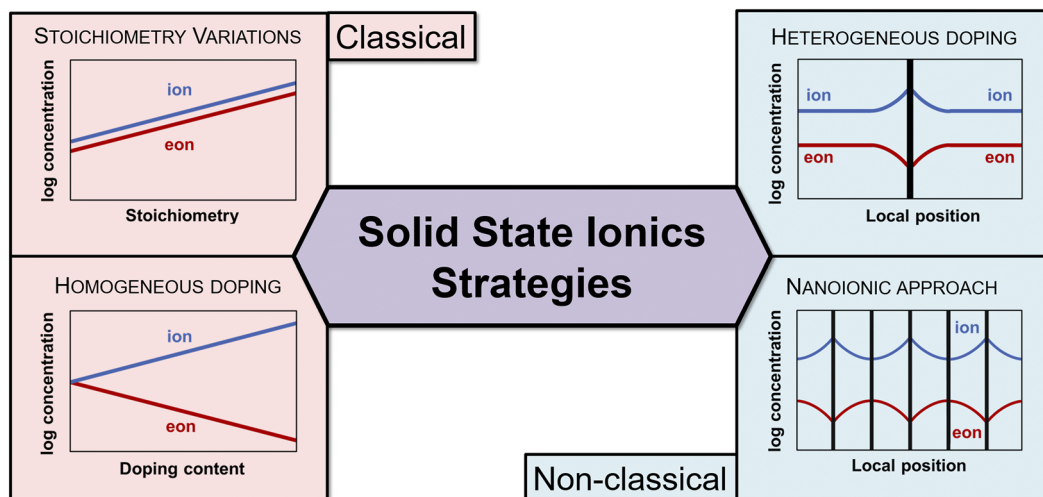 STOICHIOMETRY VARIATIONS
Classical
log concentration
ion
eon
Stoichiometry
HETEROGENEOUS DOPING
log concentration
ion
ion
eon
eon
Local position
Solid State Ionics
Strategies
HOMOGENEOUS DOPING
log concentration
ion
eon
Doping content
NANOIONIC APPROACH
log concentration
ion
eon
Local position
Non-classical